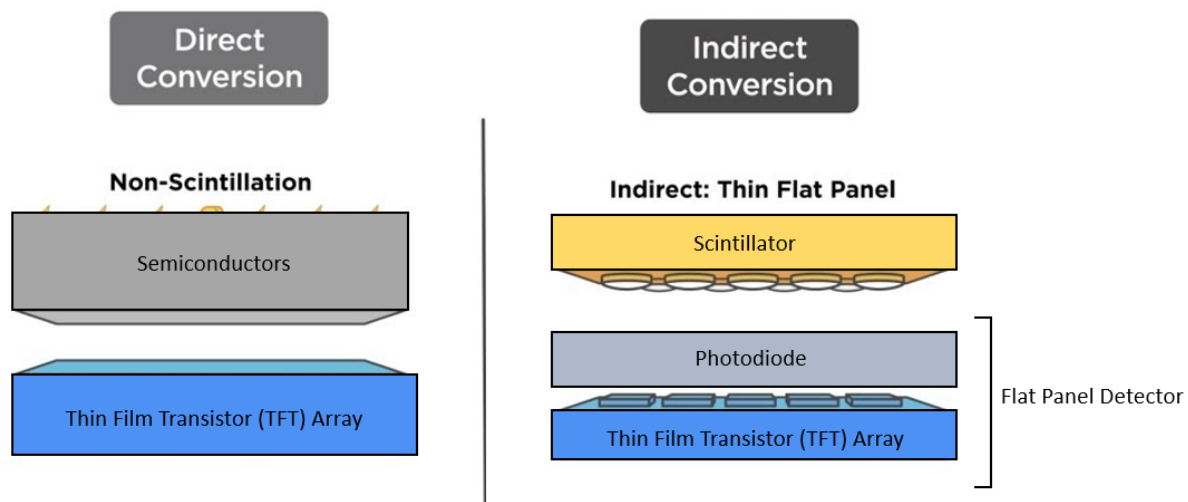 Direct
Conversion
Non-Scintillation
Semiconductors
Thin Film Transistor (TFT) Array
Indirect
Conversion
Indirect: Thin Flat Panel
Scintillator
Photodiode
Thin Film Transistor (TFT) Array
Flat Panel Detector